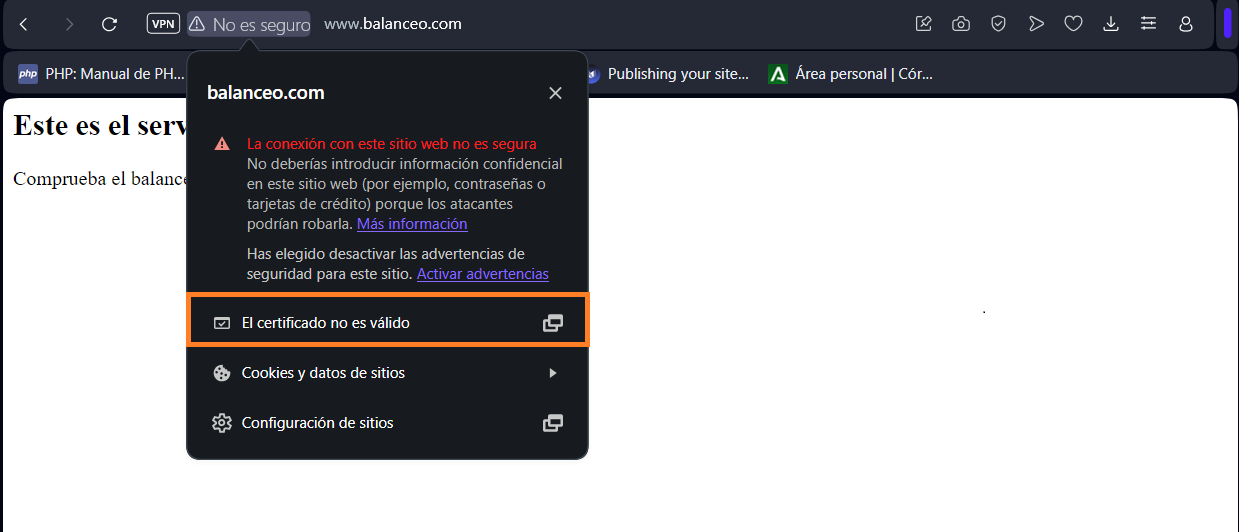 VPN No es seguro www.balanceo.com
php PHP: Manual de PH... Publishing your site... Área personal | Cór...
balanceo.com
Este es el serv
La conexión con este sitio web no es segura
No deberías introducir información confidencial
Comprueba el balance
en este sitio web (por ejemplo, contraseñas o
tarjetas de crédito) porque los atacantes
podrían robarla. Más información
Has elegido desactivar las advertencias de
seguridad para este sitio. Activar advertencias
El certificado no es válido
Cookies y datos de sitios
Configuración de sitios